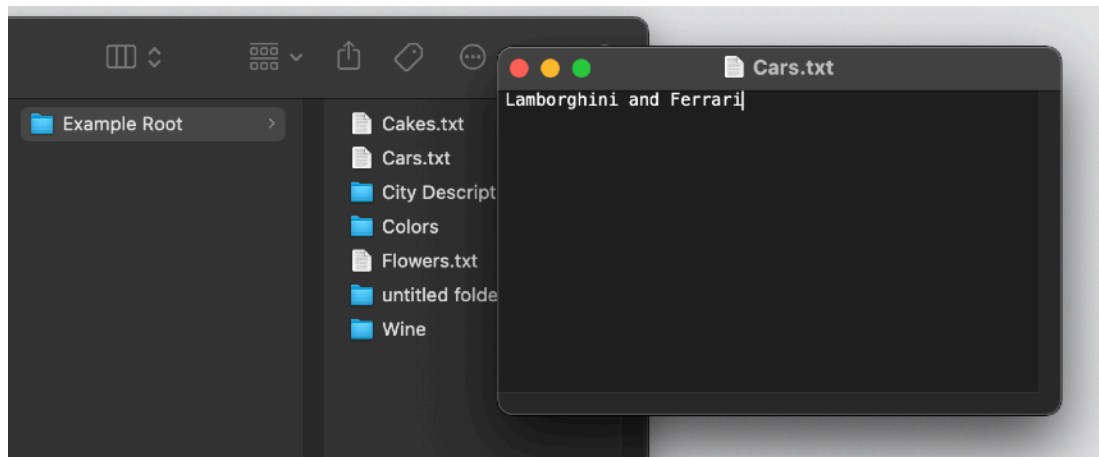 Cars.txt
Lamborghini and Ferrari
Example Root
Cakes.txt
Cars.txt
City Descript
Colors
Flowers.txt
untitled folde
Wine